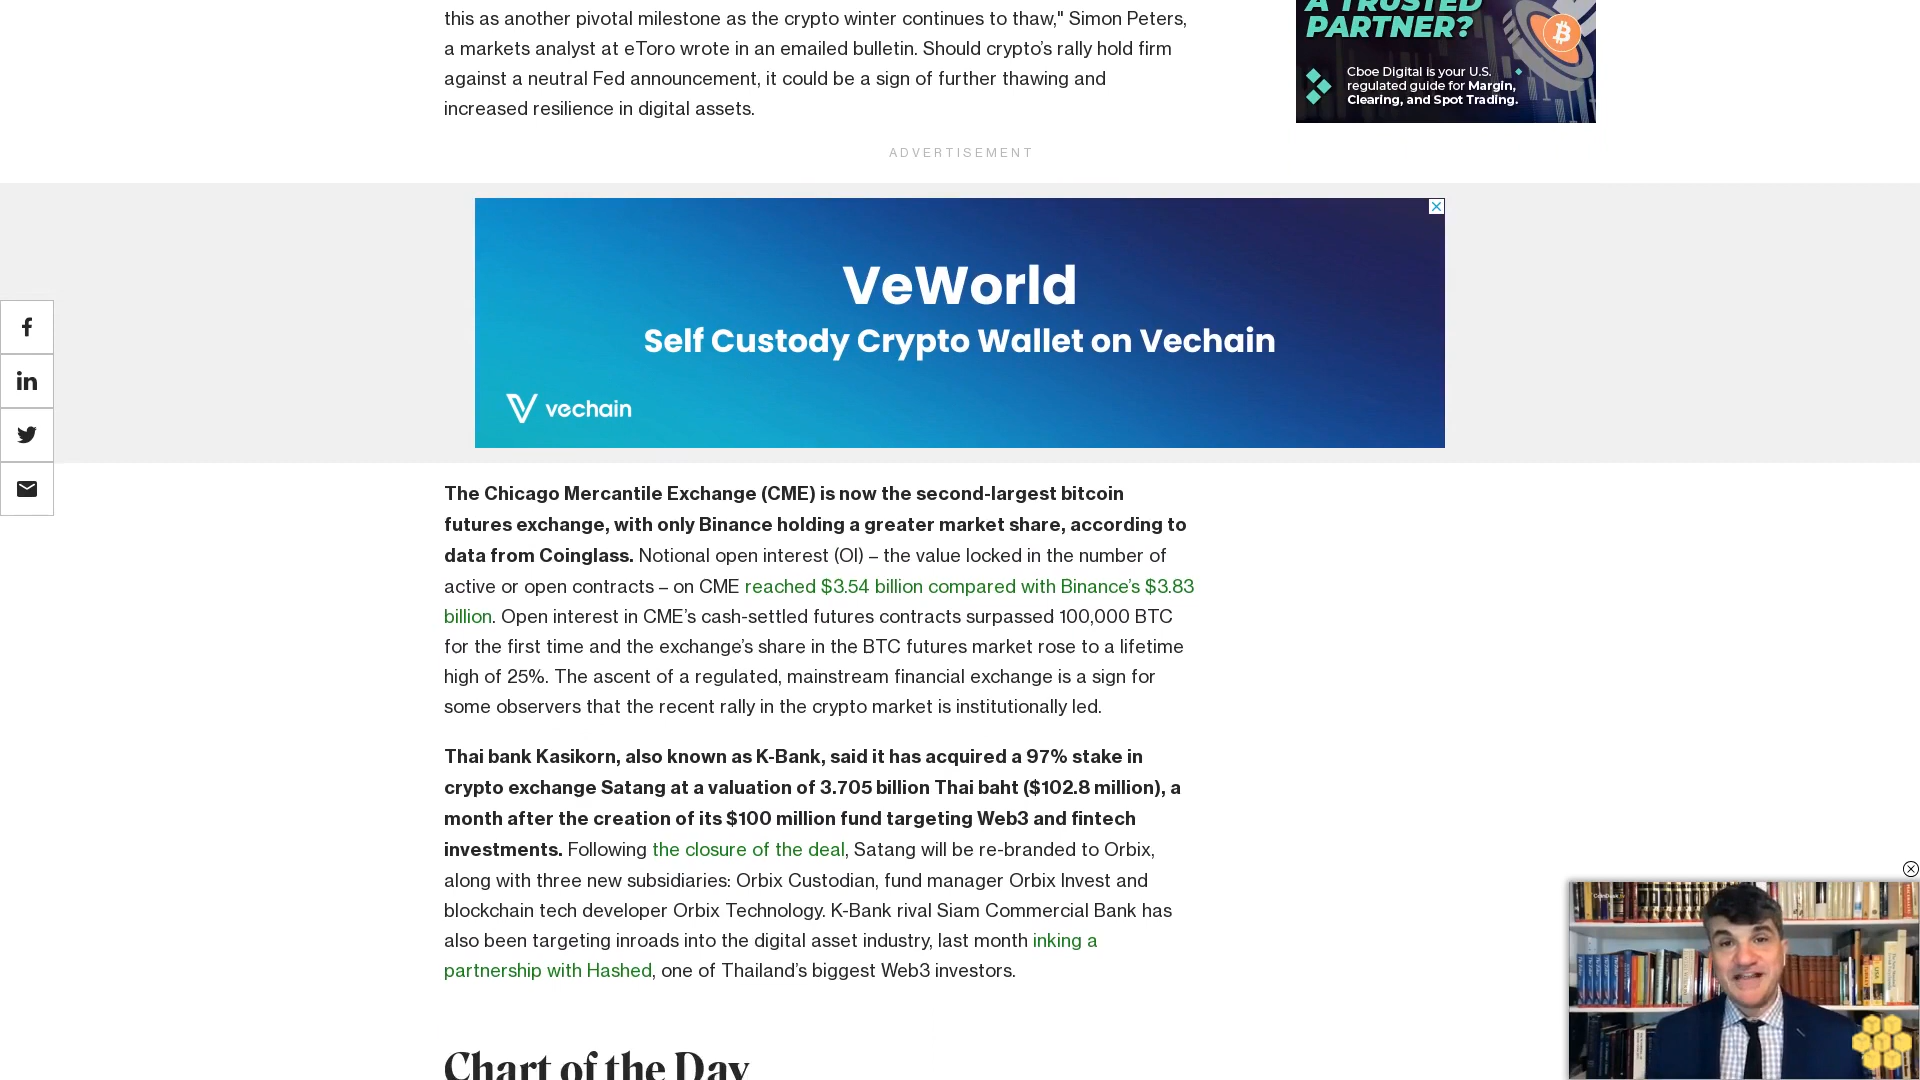 this as another pivotal milestone as the crypto winter continues to thaw," Simon Peters,
a markets analyst at eToro wrote in an emailed bulletin. Should crypto’s rally hold firm
against a neutral Fed announcement, it could be a sign of further thawing and
increased resilience in digital assets.
A TRUSTED
PARTNER?
Cboe Digital is your U.S.
regulated guide for Margin,
Clearing, and Spot Trading.
ADVERTISEMENT
VeWorld
Self Custody Crypto Wallet on Vechain
vechain
The Chicago Mercantile Exchange (CME) is now the second-largest bitcoin
futures exchange, with only Binance holding a greater market share, according to
data from Coinglass. Notional open interest (OI) – the value locked in the number of
active or open contracts – on CME reached $3.54 billion compared with Binance’s $3.83
billion. Open interest in CME’s cash-settled futures contracts surpassed 100,000 BTC
for the first time and the exchange’s share in the BTC futures market rose to a lifetime
high of 25%. The ascent of a regulated, mainstream financial exchange is a sign for
some observers that the recent rally in the crypto market is institutionally led.
Thai bank Kasikorn, also known as K-Bank, said it has acquired a 97% stake in
crypto exchange Satang at a valuation of 3.705 billion Thai baht ($102.8 million), a
month after the creation of its $100 million fund targeting Web3 and fintech
investments. Following the closure of the deal, Satang will be re-branded to Orbix,
along with three new subsidiaries: Orbix Custodian, fund manager Orbix Invest and
blockchain tech developer Orbix Technology. K-Bank rival Siam Commercial Bank has
also been targeting inroads into the digital asset industry, last month inking a
partnership with Hashed, one of Thailand’s biggest Web3 investors.
Chart of the Day